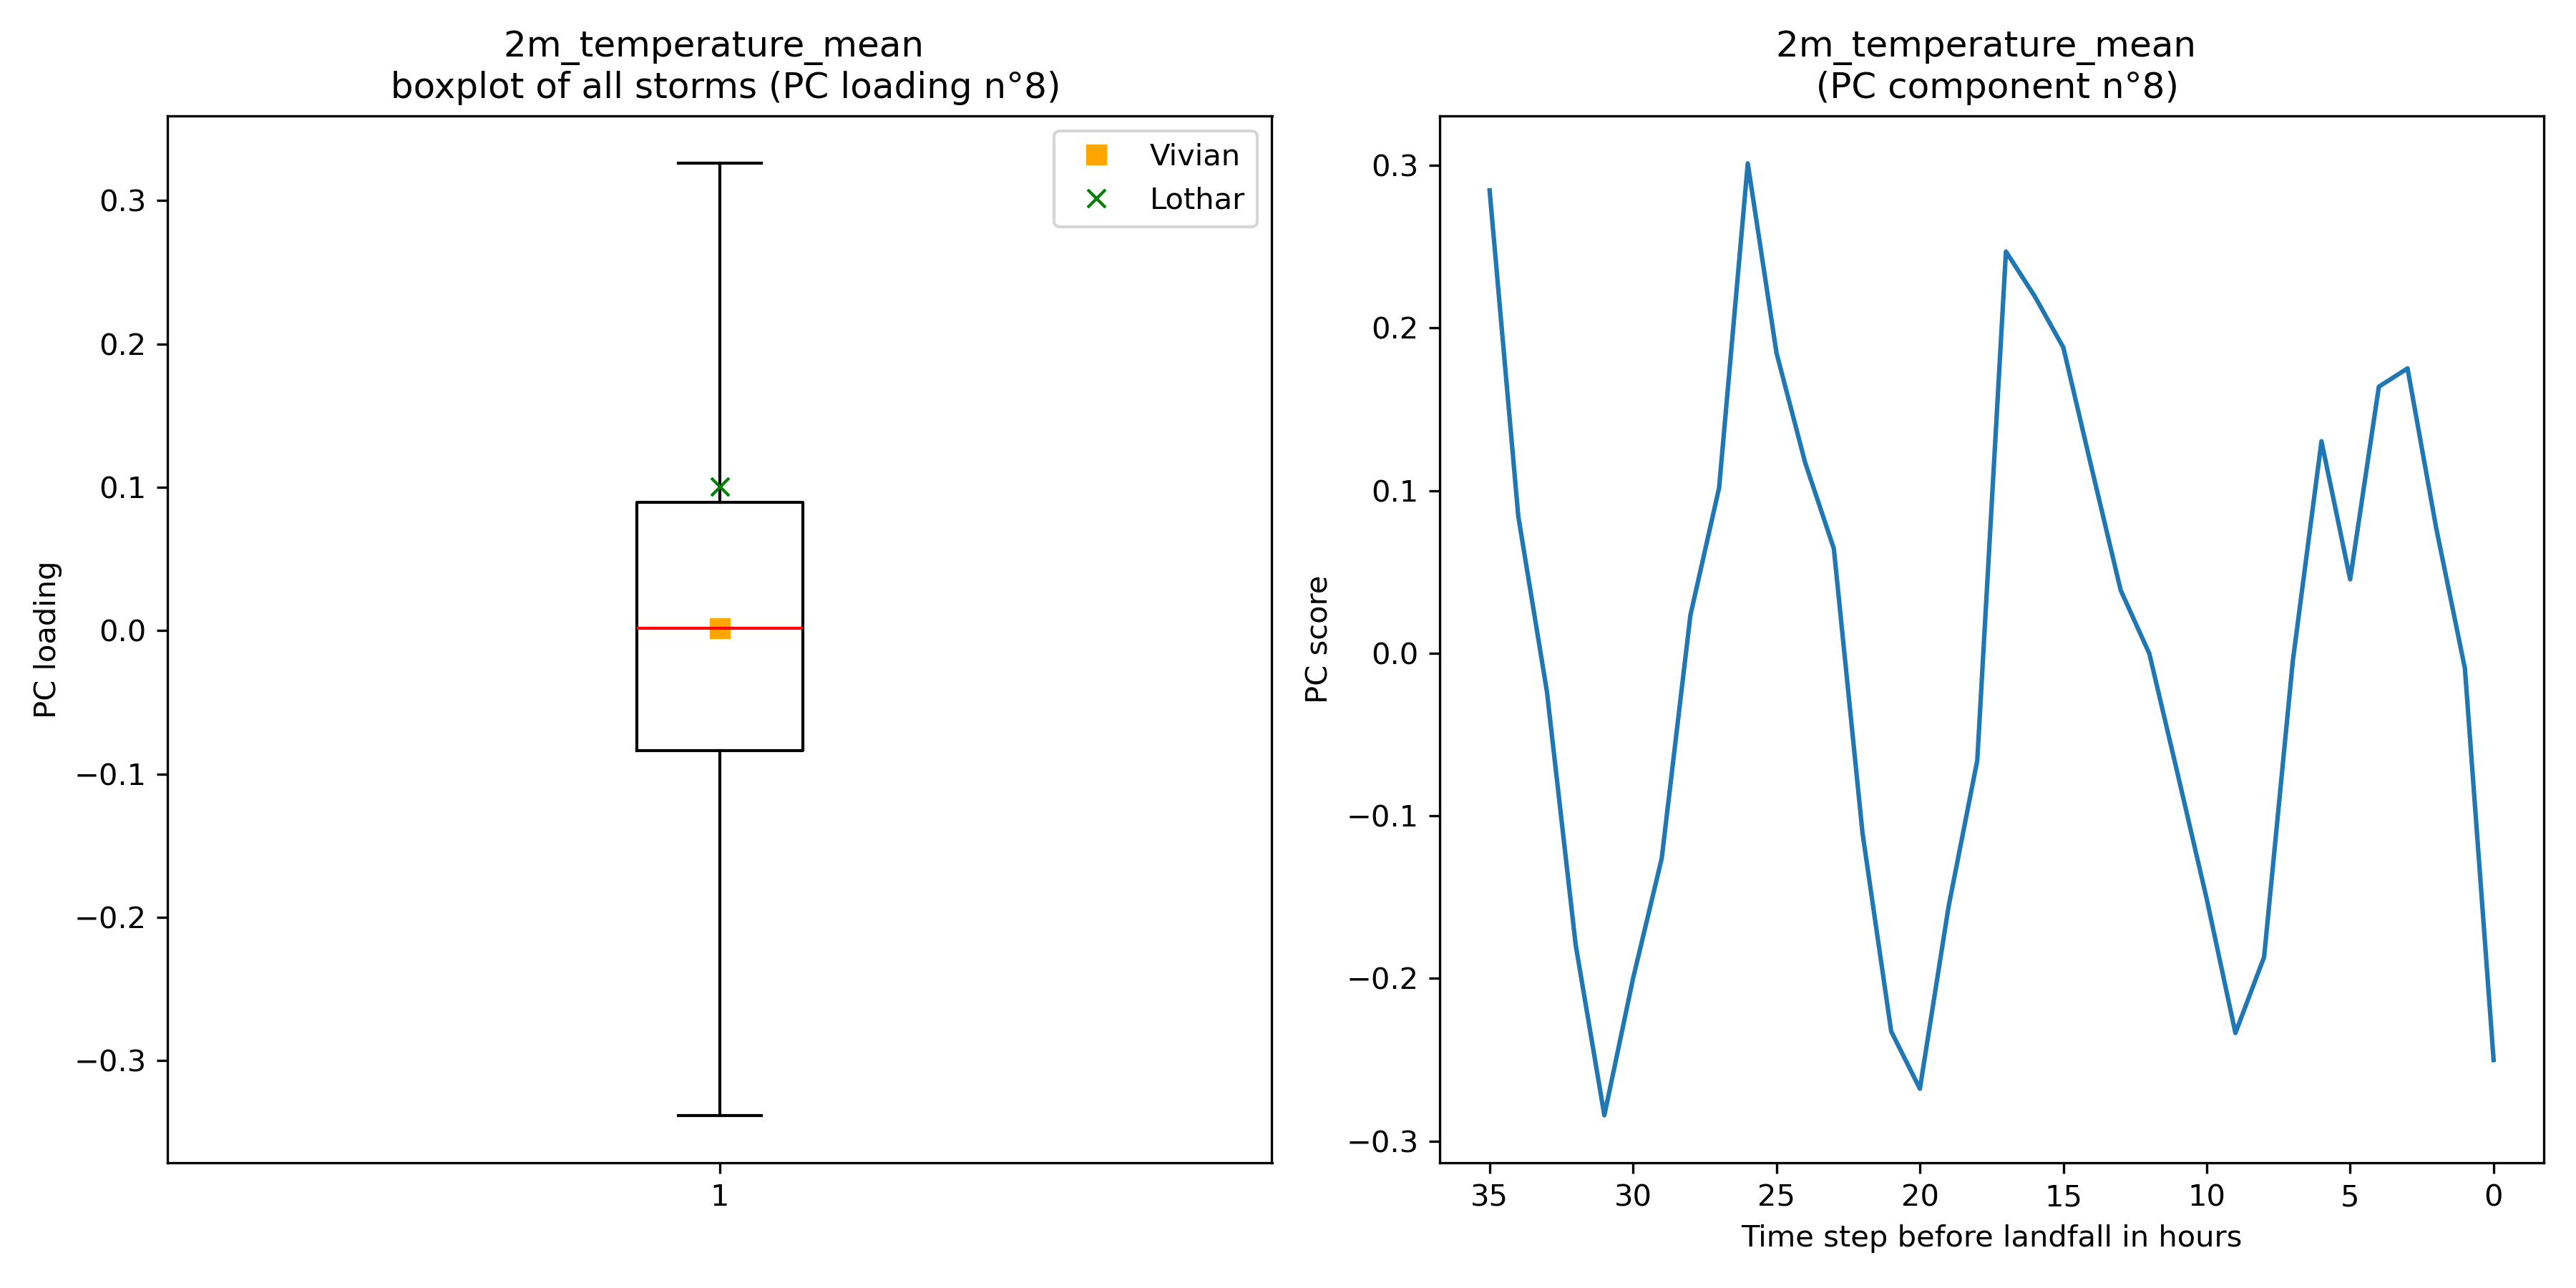 2m_temperature_mean
boxplot of all storms (PC loading n°8)
Vivian
Lothar
PC loading
0.3
0.2
0.1
0.0
−0.1
−0.2
−0.3
1
2m_temperature_mean
(PC component n°8)
PC score
0.3
0.2
0.1
0.0
−0.1
−0.2
−0.3
35 30 25 20 15 10 5 0
Time step before landfall in hours